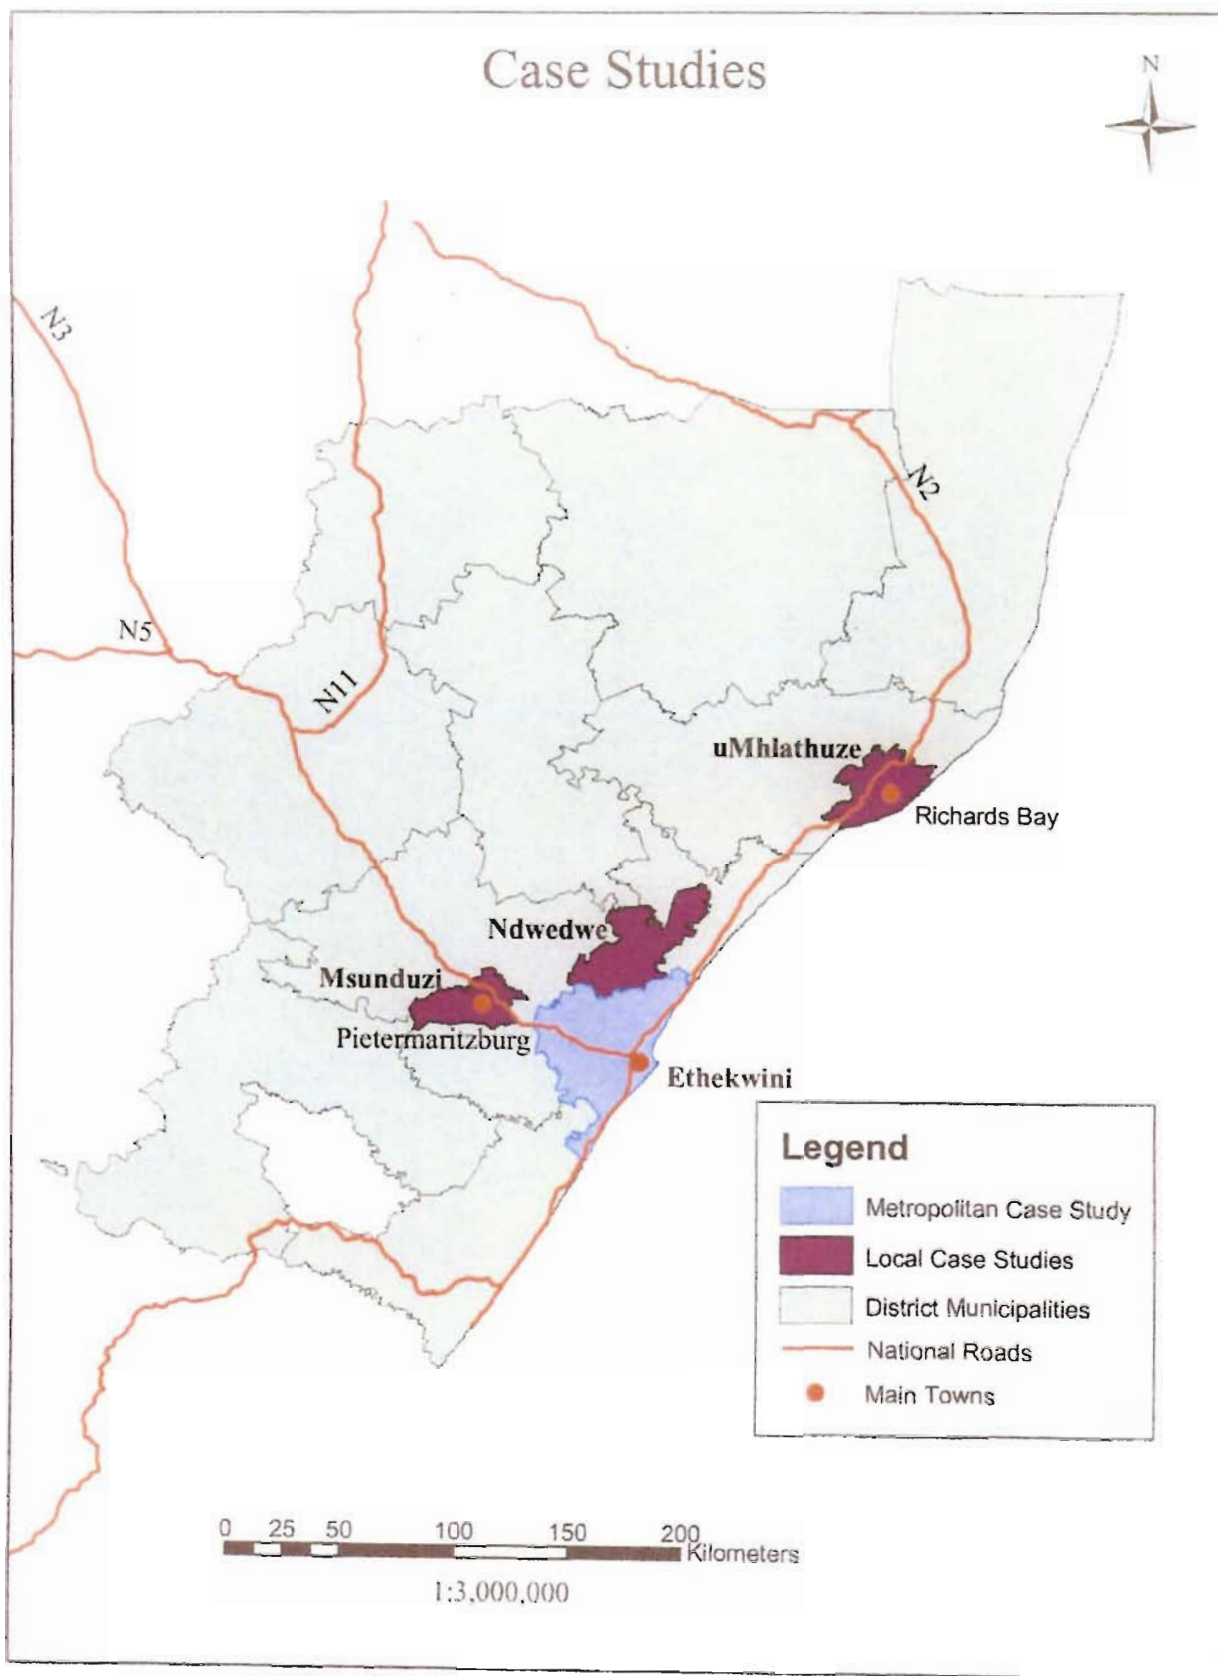 Case Studies
N
N3
N2
N5
N11
uMhlathuze
Richards Bay
Ndwedwe
Msunduzi
Pietermaritzburg
Ethekwini
Legend
Metropolitan Case Study
Local Case Studies
District Municipalities
National Roads
Main Towns
0 25 50 100 150 200
Kilometers
1:3,000,000